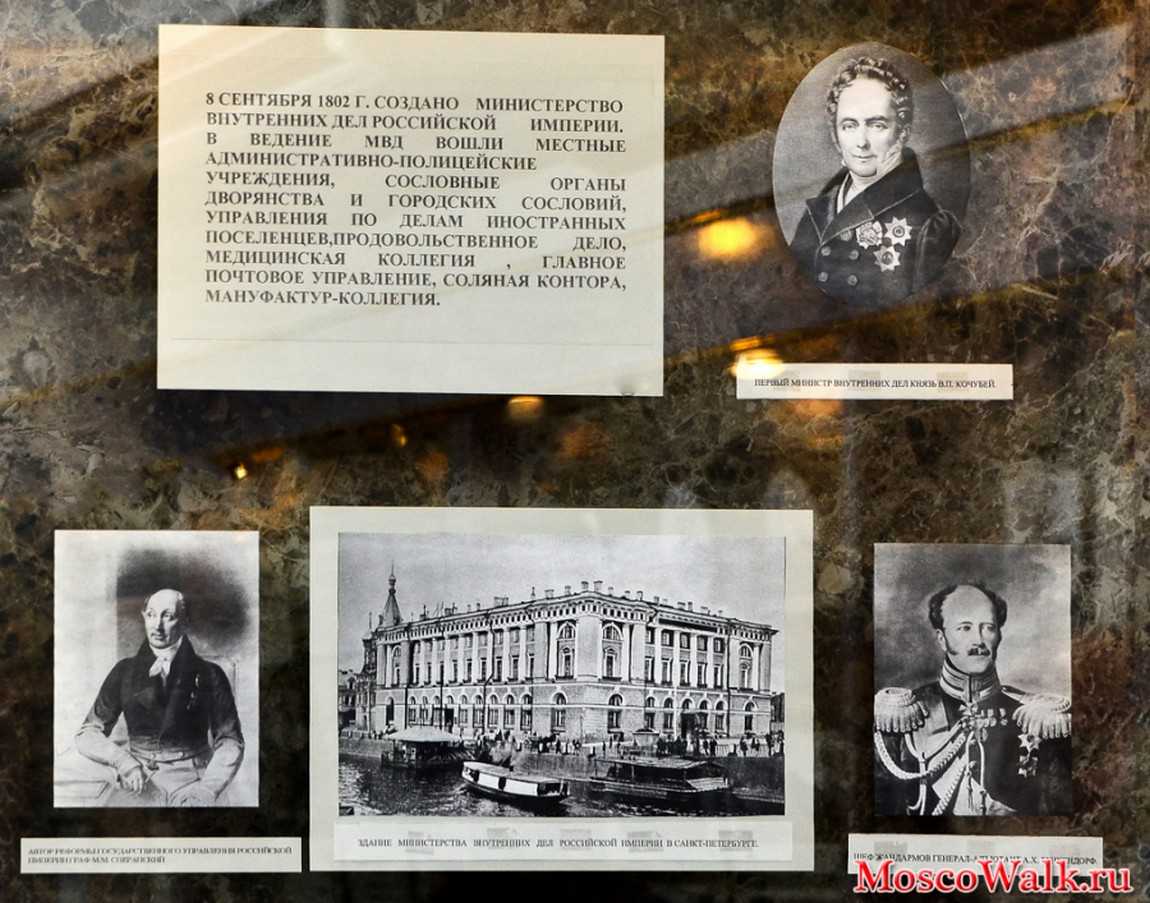 8 СЕНТЯБРЯ 1802 Г. СОЗДАНО МИНИСТЕРСТВО
ВНУТРЕННИХ ДЕЛ РОССИЙСКОЙ ИМПЕРИИ.
В ВЕДЕНИЕ МВД ВОШЛИ МЕСТНЫЕ
АДМИНИСТРАТИВНО-ПОЛИЦЕЙСКИЕ
УЧРЕЖДЕНИЯ, СОСЛОВНЫЕ ОРГАНЫ
ДВОРЯНСТВА И ГОРОДСКИХ СОСЛОВИЙ,
УПРАВЛЕНИЯ ПО ДЕЛАМ ИНОСТРАННЫХ
ПОСЕЛЕНЦЕВ,ПРОДОВОЛЬСТВЕННОЕ ДЕЛО,
МЕДИЦИНСКАЯ КОЛЛЕГИЯ , ГЛАВНОЕ
ПОЧТОВОЕ УПРАВЛЕНИЕ, СОЛЯНАЯ КОНТОРА,
МАНУФАКТУР-КОЛЛЕГИЯ.
ПЕРВЫЙ МИНИСТР ВНУТРЕННИХ ДЕЛ КНЯЗЬ В.П. КОЧУБЕЙ.
АВТОР РЕФОРМЫ ГОСУДАРСТВЕННОГО УПРАВЛЕНИЯ РОССИЙСКОЙ
ИМПЕРИИ ГРАФ М.М. СПЕРАНСКИЙ
ЗДАНИЕ МИНИСТЕРСТВА ВНУТРЕННИХ ДЕЛ РОССИЙСКОЙ ИМПЕРИИ В САНКТ-ПЕТЕРБУРГЕ.
ШЕФ ЖАНДАРМОВ ГЕНЕРАЛ-АДЪЮТАНТ А.Х.
MoscoWalk.ru